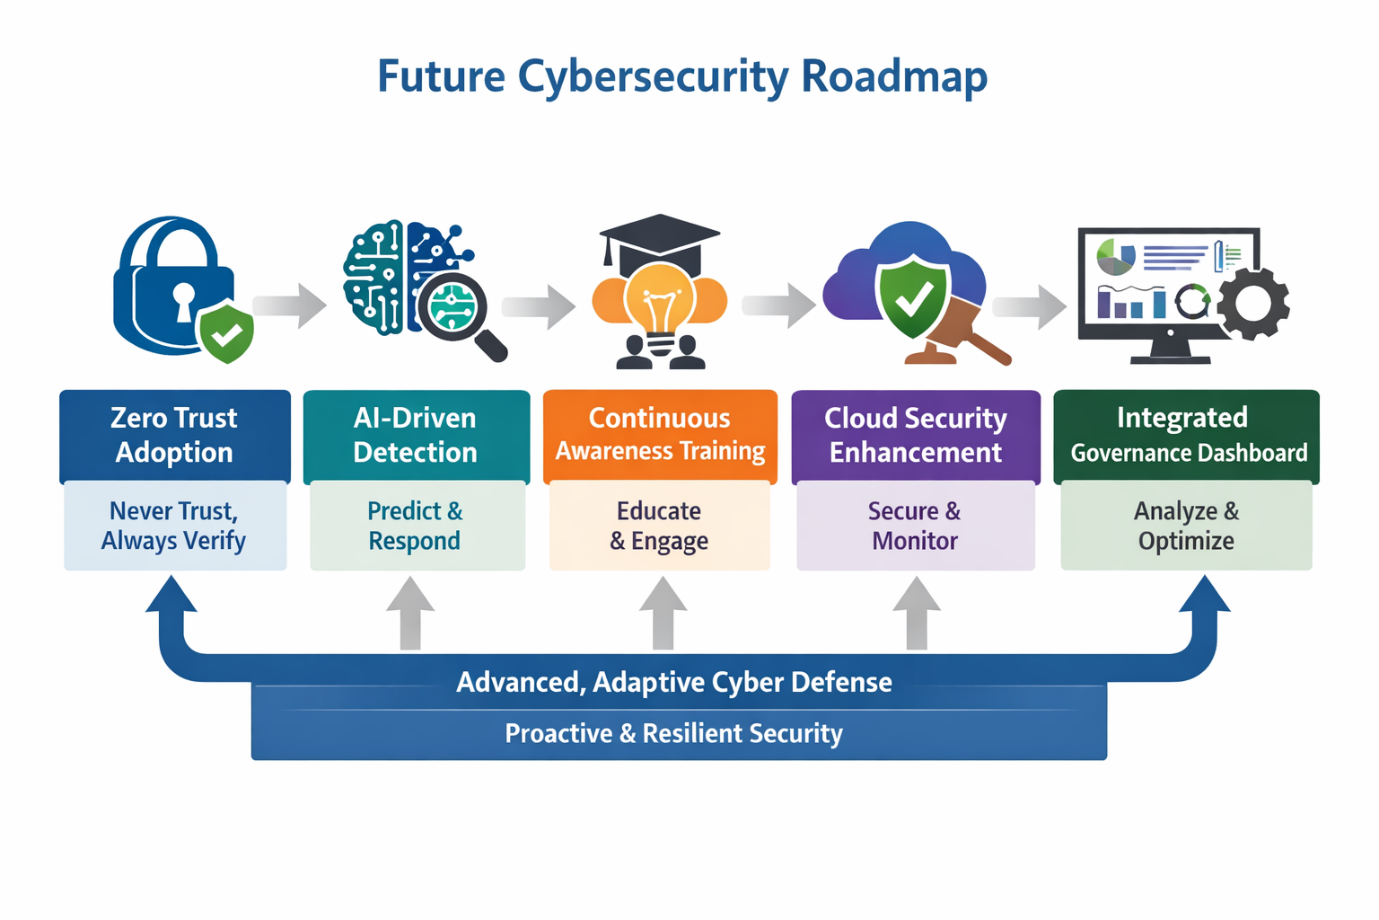 Future Cybersecurity Roadmap
Zero Trust
Adoption
Never Trust,
Always Verify
AI-Driven
Detection
Predict &
Respond
Continuous
Awareness Training
Educate
& Engage
Cloud Security
Enhancement
Secure &
Monitor
Integrated
Governance Dashboard
Analyze &
Optimize
Advanced, Adaptive Cyber Defense
Proactive & Resilient Security